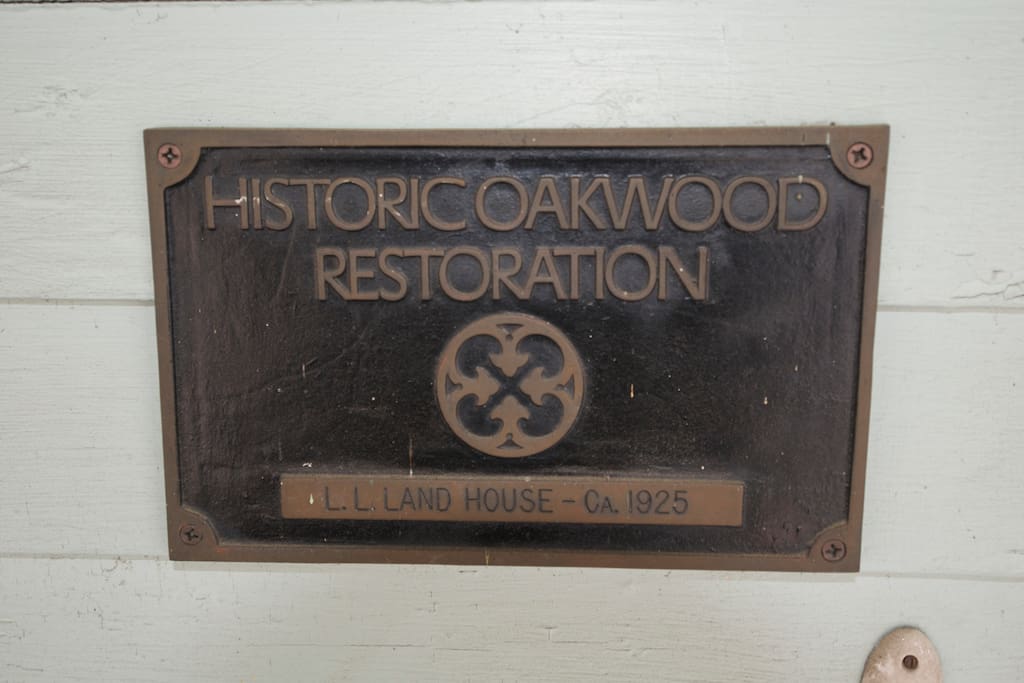 HISTORIC OAKWOOD
RESTORATION
L. L. LAND HOUSE - CA. 1925